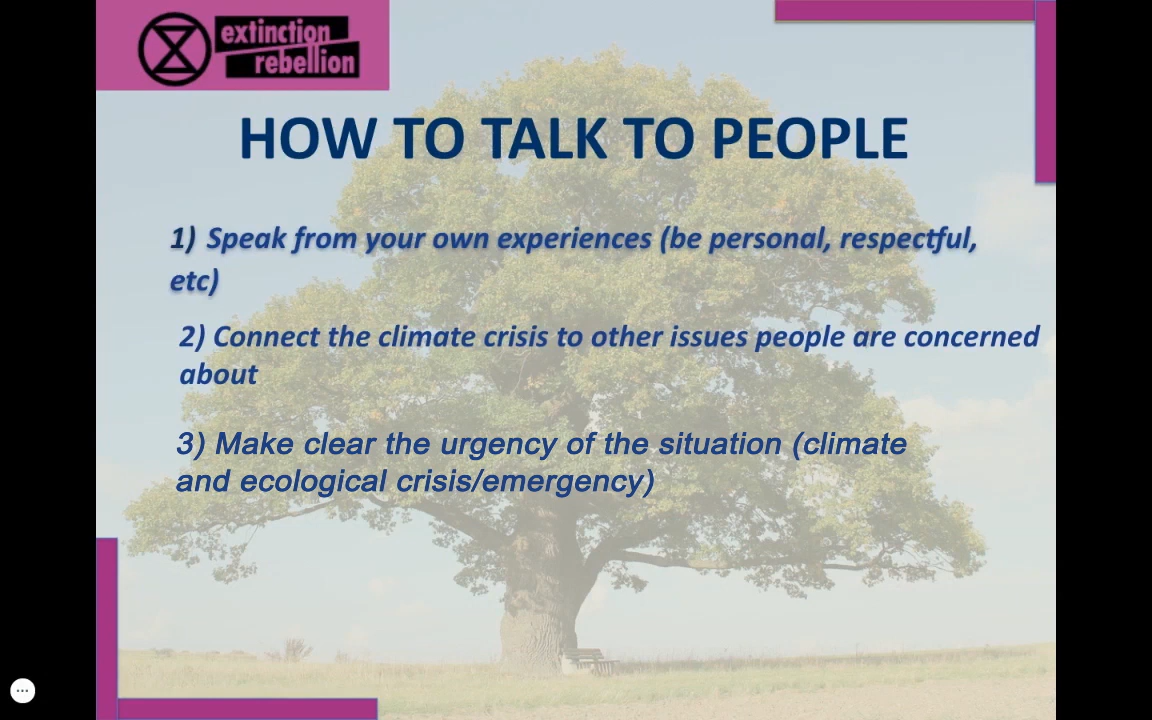 extinction
rebellion
HOW TO TALK TO PEOPLE
1) Speak from your own experiences (be personal, respectful,
etc)
2) Connect the climate crisis to other issues people are concerned
about
3) Make clear the urgency of the situation (climate
and ecological crisis/emergency)